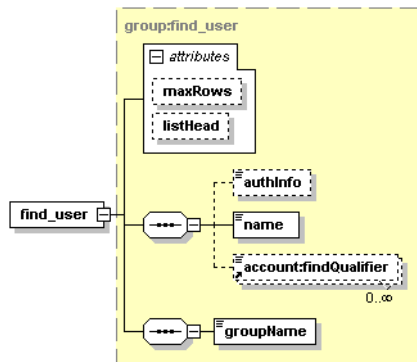 group:find_user
attributes
maxRows
listHead
authInfo
find_user
name
account:findQualifier
0..∞
groupName